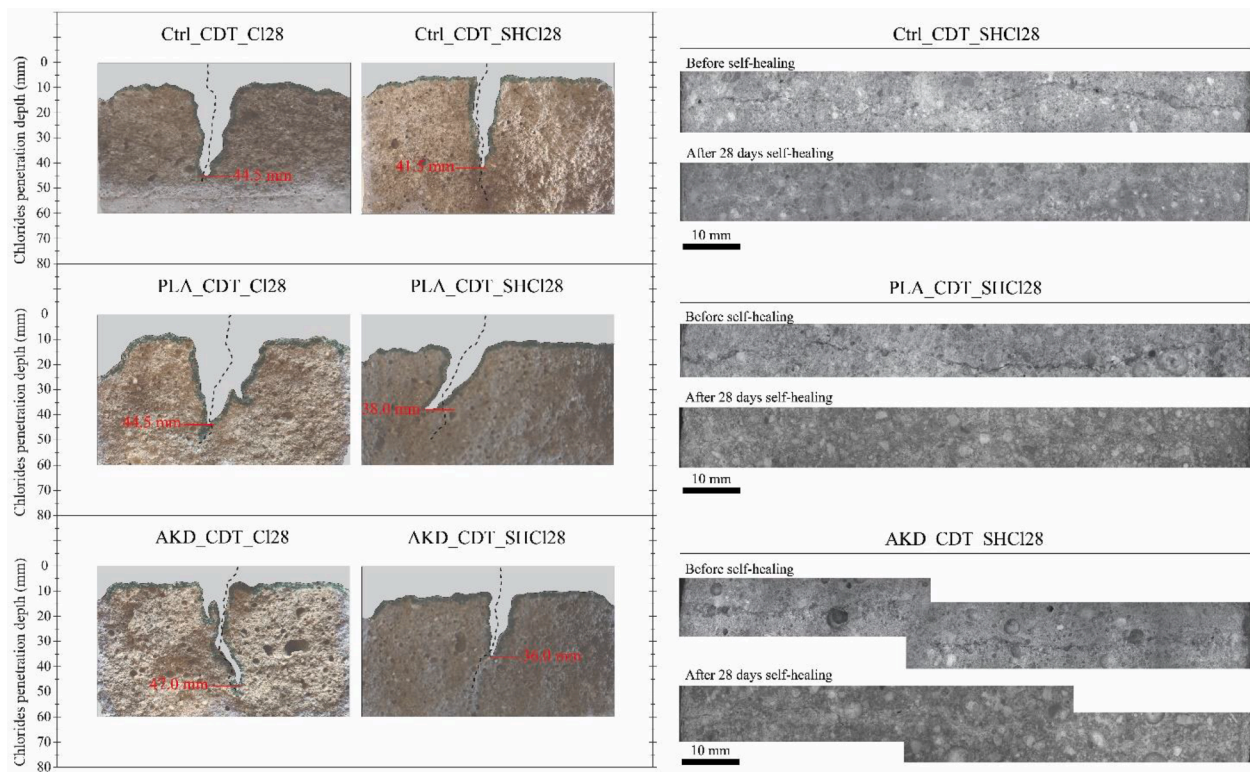 Ctrl_CDT_Cl28
Ctrl_CDT_SHCl28
Chlorides penetration depth (mm)
0
10
20
30
40
50
60
70
80
44.5 mm
41.5 mm
Ctrl_CDT_SHCl28
Before self-healing
After 28 days self-healing
10 mm
PLA_CDT_Cl28
PLA_CDT_SHCl28
Chlorides penetration depth (mm)
0
10
20
30
40
50
60
70
80
44.5 mm
38.0 mm
PLA_CDT_SHCl28
Before self-healing
After 28 days self-healing
10 mm
AKD_CDT_Cl28
AKD_CDT_SHCl28
Chlorides penetration depth (mm)
0
10
20
30
40
50
60
70
80
47.0 mm
36.0 mm
AKD_CDT_SHCl28
Before self-healing
After 28 days self-healing
10 mm